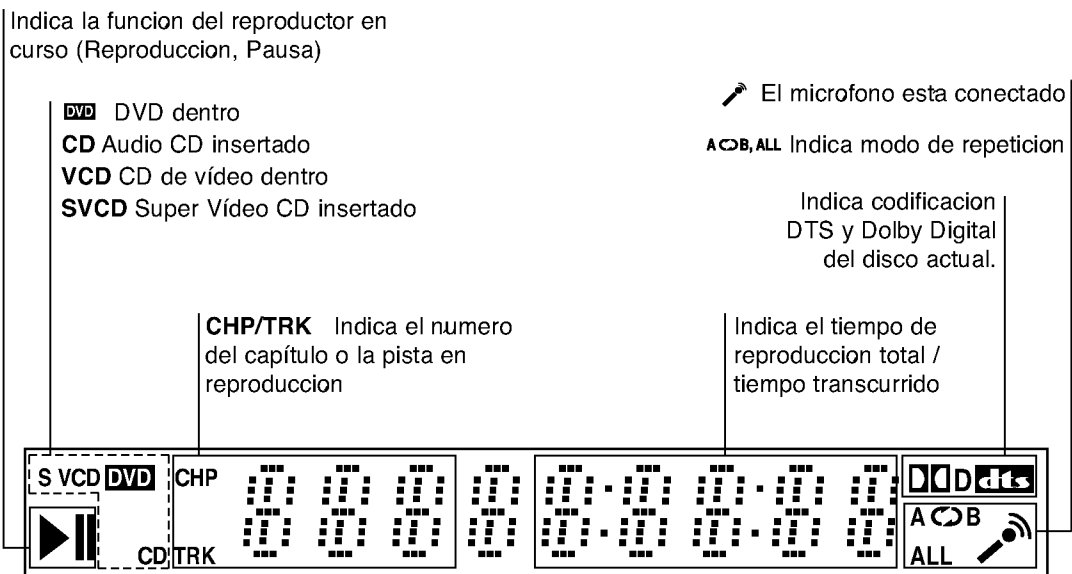 Indica la funcion del reproductor en
curso (Reproduccion, Pausa)
DVD DVD dentro
CD Audio CD insertado
VCD CD de vídeo dentro
SVCD Super Vídeo CD insertado
El microfono esta conectado
A B, ALL Indica modo de repeticion
Indica codificacion
DTS y Dolby Digital
del disco actual.
CHP/TRK Indica el numero
del capítulo o la pista en
reproduccion
Indica el tiempo de
reproduccion total /
tiempo transcurrido
S VCD DVD CHP
D dts
A B
CD TRK
ALL